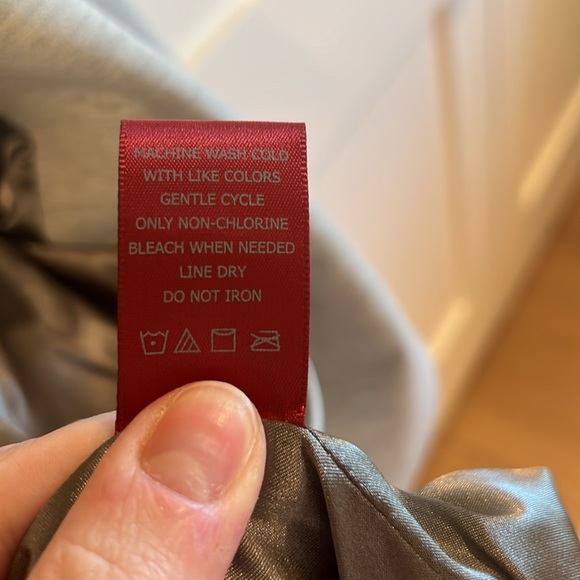 MACHINE WASH COLD
WITH LIKE COLORS
GENTLE CYCLE
ONLY NON-CHLORINE
BLEACH WHEN NEEDED
LINE DRY
DO NOT IRON